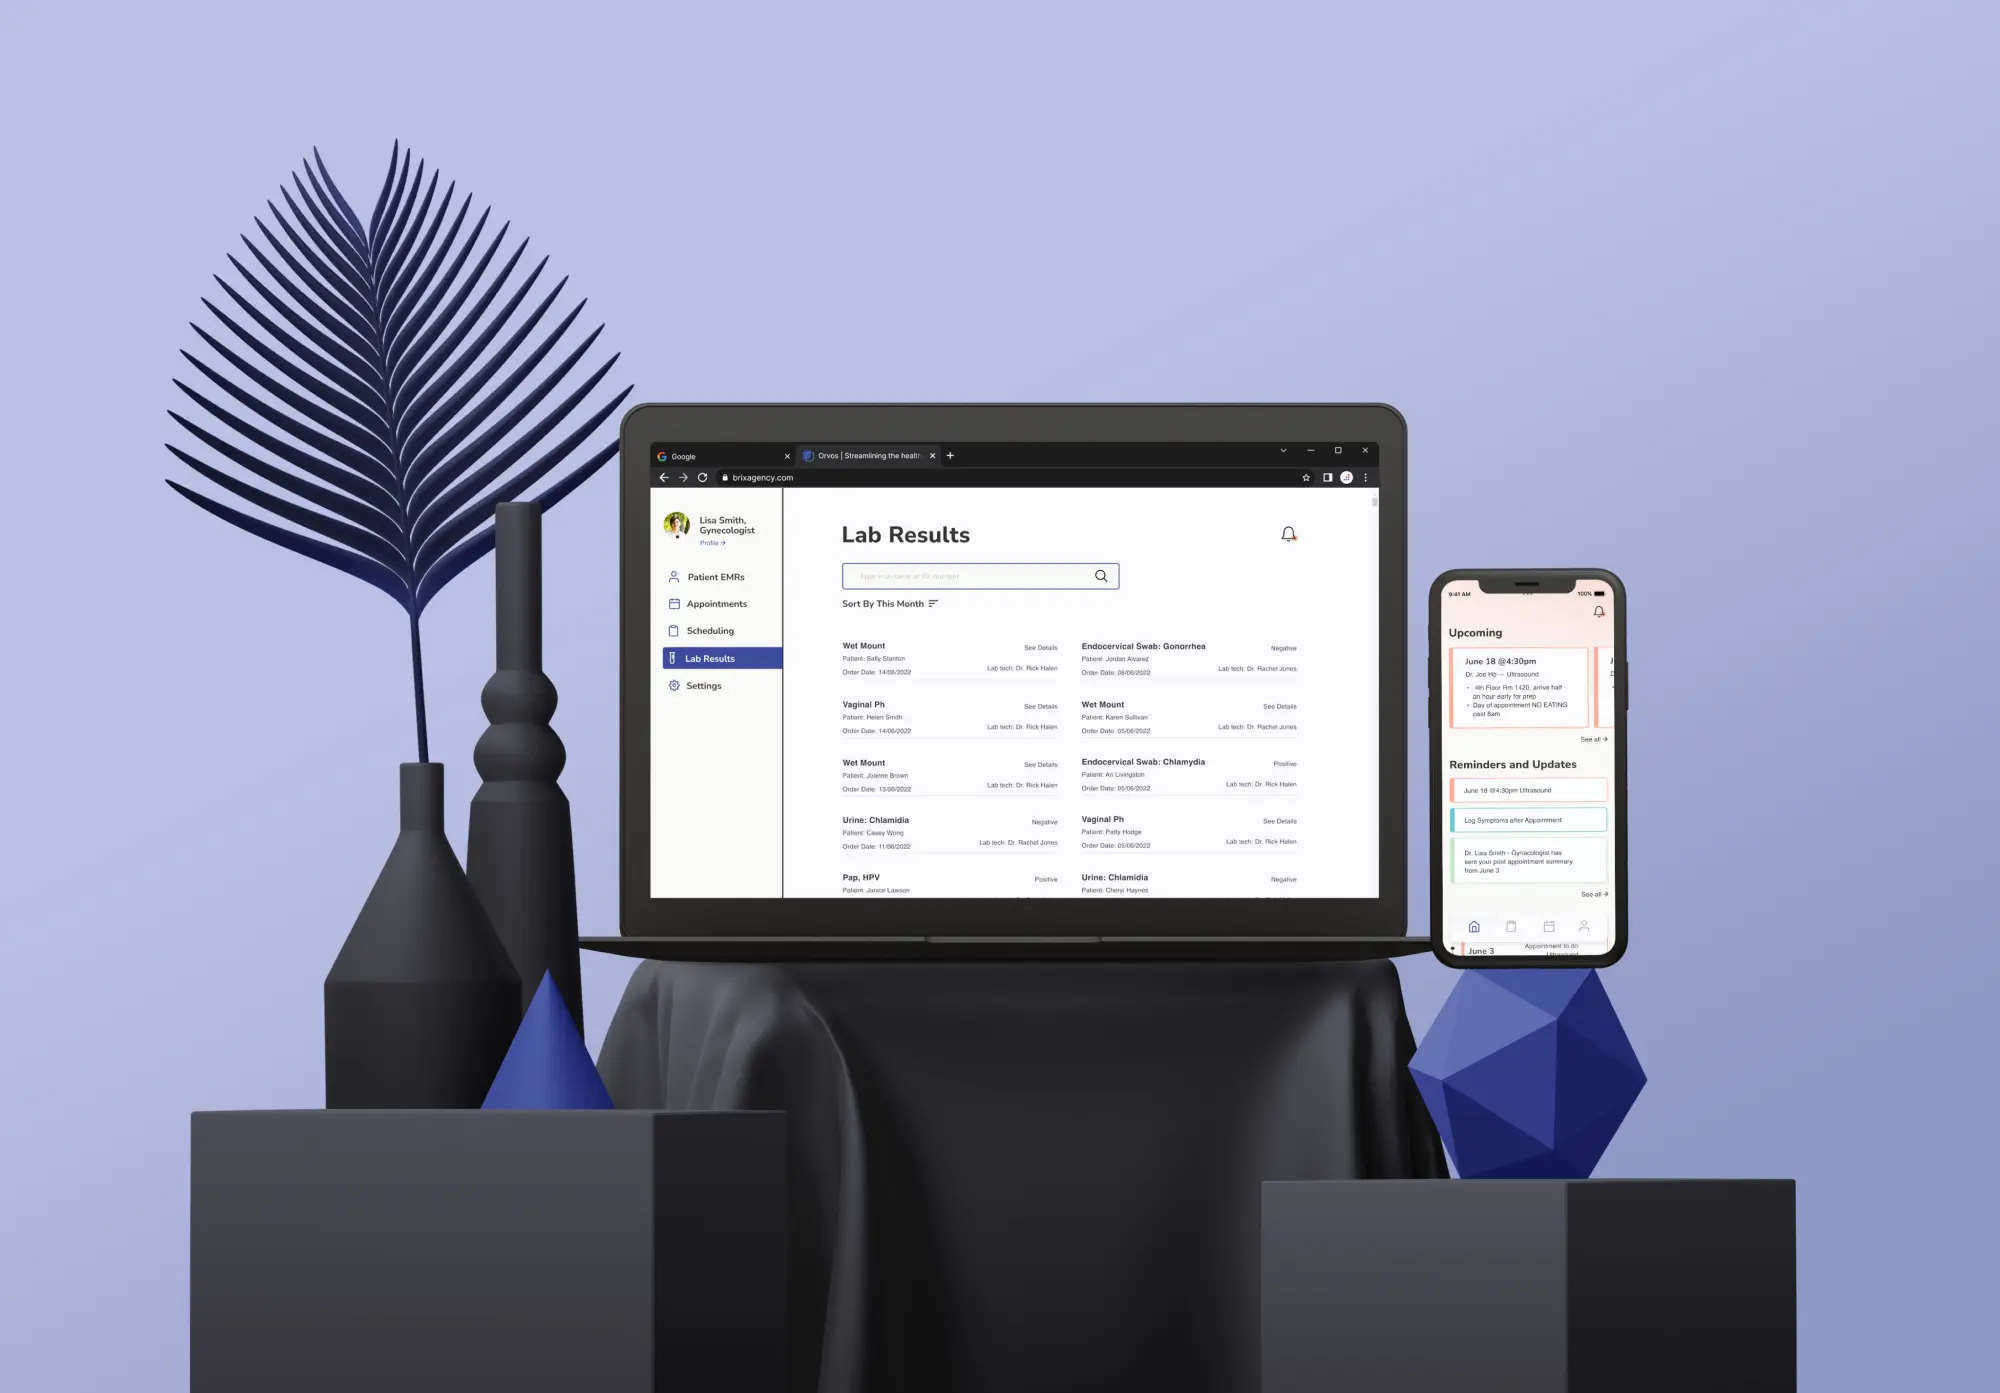 Google
Orvos | Streamlining the health
brixagency.com
Lisa Smith,
Gynecologist
Profile →
Patient EMRs
Appointments
Scheduling
Lab Results
Settings
Lab Results
Type in a name or ID number
Sort By This Month
Wet Mount
See Details
Patient: Sally Stanton
Lab tech: Dr. Rick Halen
Order Date: 14/06/2022
Vaginal Ph
See Details
Patient: Helen Smith
Lab tech: Dr. Rick Halen
Order Date: 14/06/2022
Wet Mount
See Details
Patient: Joanne Brown
Lab tech: Dr. Rick Halen
Order Date: 13/06/2022
Urine: Chlamidia
Negative
Patient: Casey Wong
Lab tech: Dr. Rachel Jones
Order Date: 11/06/2022
Pap, HPV
Positive
Patient: Janice Lawson
Endocervical Swab: Gonorrhea
Negative
Patient: Jordan Alvarez
Lab tech: Dr. Rachel Jones
Order Date: 08/06/2022
Wet Mount
See Details
Patient: Karen Sullivan
Lab tech: Dr. Rachel Jones
Order Date: 05/06/2022
Endocervical Swab: Chlamydia
Positive
Patient: Ari Livingston
Lab tech: Dr. Rick Halen
Order Date: 05/06/2022
Vaginal Ph
See Details
Patient: Patty Hodge
Lab tech: Dr. Rick Halen
Order Date: 05/06/2022
Urine: Chlamidia
Negative
Patient: Cheryl Haynes
9:41 AM
100%
Upcoming
June 18 @4:30pm
Dr. Joe Ho — Ultrasound
• 4th Floor Rm 1420, arrive half
an hour early for prep
• Day of appointment NO EATING
past 8am
See all →
Reminders and Updates
June 18 @4:30pm Ultrasound
Log Symptoms after Appointment
Dr. Lisa Smith - Gynacologist has
sent your post appointment summary
from June 3
See all →
June 3
Appointment to do
Ultrasound